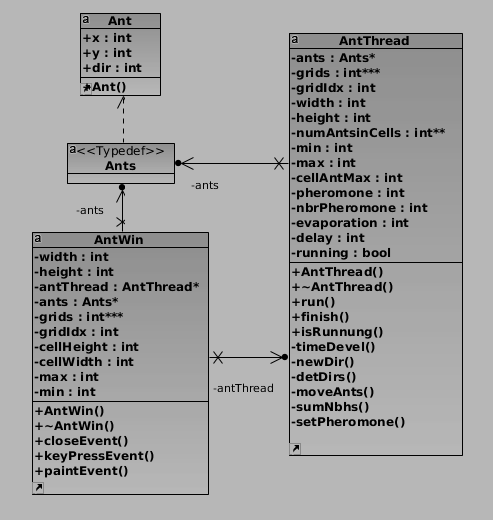 a
Ant
+x : int
+y : int
+dir : int
+Ant()
a
<<Typedef>>
Ants
-ants
-ants
a
AntWin
-width : int
-height : int
-antThread : AntThread*
-ants : Ants*
-grids : int***
-gridIdx : int
-cellHeight : int
-cellWidth : int
-max : int
-min : int
+AntWin()
+~AntWin()
+closeEvent()
+keyPressEvent()
+paintEvent()
-antThread
a
AntThread
-ants : Ants*
-grids : int***
-gridIdx : int
-width : int
-height : int
-numAntsinCells : int**
-min : int
-max : int
-cellAntMax : int
-pheromone : int
-nbrPheromone : int
-evaporation : int
-delay : int
-running : bool
+AntThread()
+~AntThread()
+run()
+finish()
+isRunnung()
-timeDevel()
-newDir()
-detDirs()
-moveAnts()
-sumNbhs()
-setPheromone()